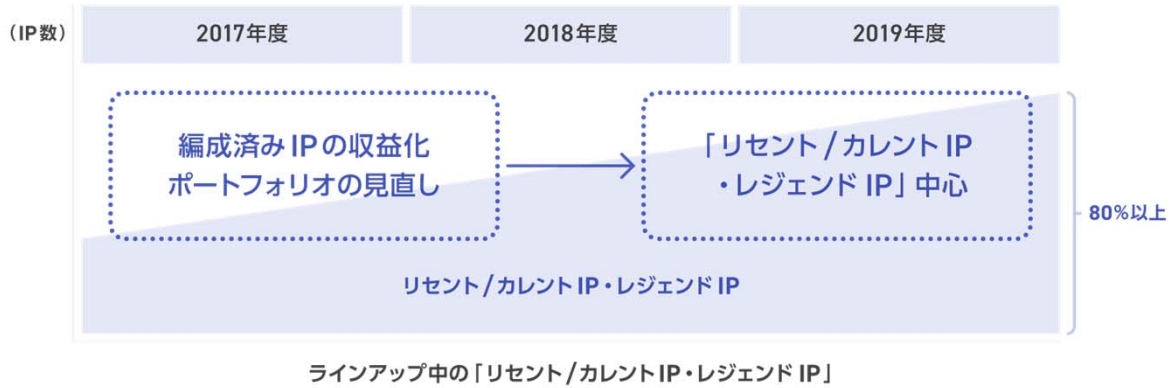 (IP数)
2017年度
2018年度
2019年度
編成済みIPの収益化
ポートフォリオの見直し
「リセント/カレントIP
・レジェンドIP」中心
80%以上
リセント/カレントIP・レジェンドIP
ラインアップ中の「リセント/カレントIP・レジェンドIP」